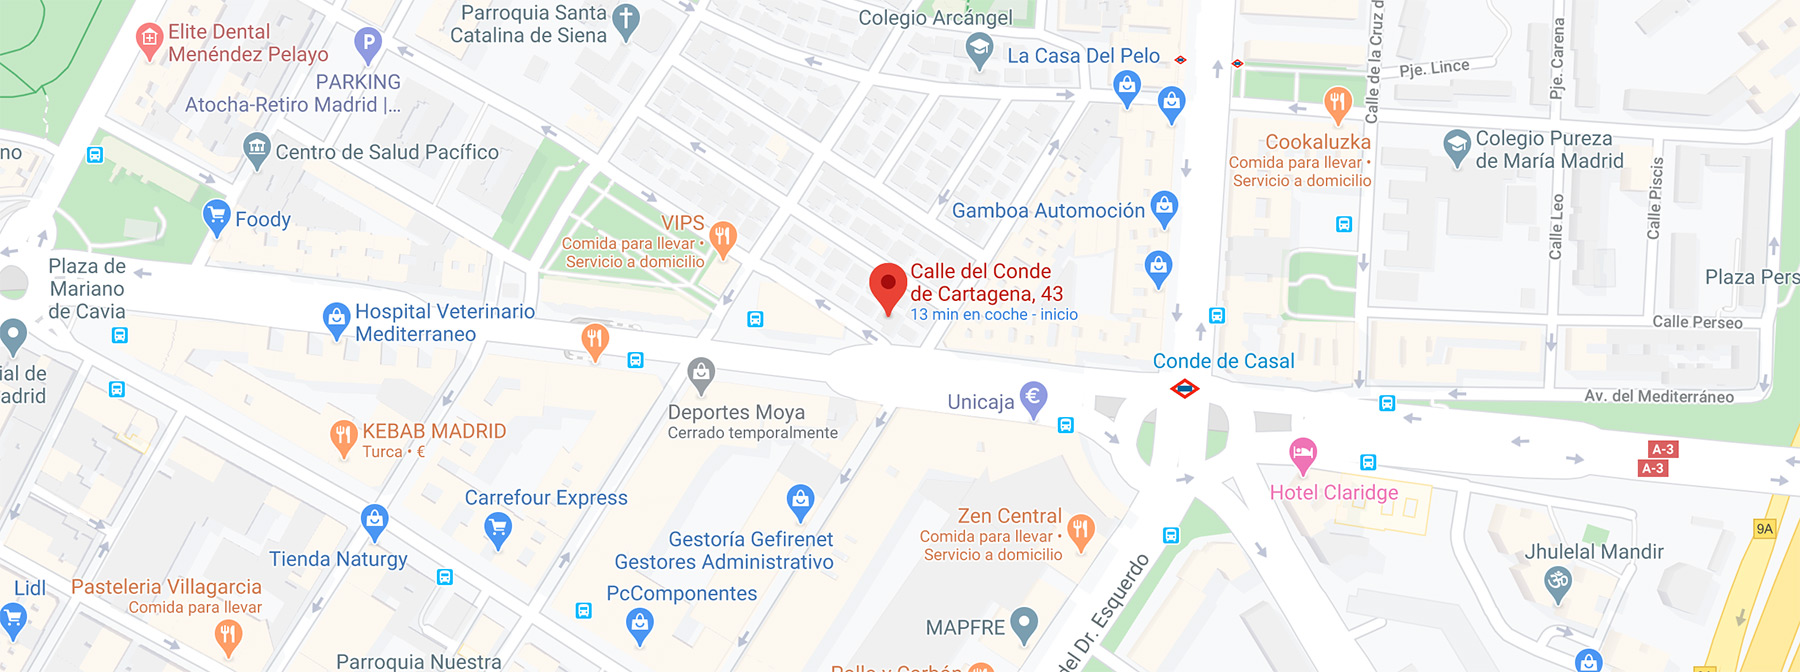 Elite Dental
Menéndez Pelayo
P
PARKING
Atocha-Retiro Madrid |...
Parroquia Santa
Catalina de Siena
Colegio Arcángel
La Casa Del Pelo
Calle de la Cruz d
Pje. Lince
Pje. Carena
no
Centro de Salud Pacífico
Cookaluzka
Comida para llevar •
Servicio a domicilio
Colegio Pureza
de María Madrid
Calle Leo
Calle Piscis
Foody
VIPS
Comida para llevar •
Servicio a domicilio
Gamboa Automoción
Plaza de
Mariano
de Cavia
Calle del Conde
de Cartagena, 43
13 min en coche - inicio
Plaza Pers
Hospital Veterinario
Mediterraneo
Calle Perseo
Conde de Casal
ial de
adrid
Unicaja
€
Av. del Mediterráneo
Deportes Moya
Cerrado temporalmente
KEBAB MADRID
Turca • €
A-3
A-3
Hotel Claridge
Carrefour Express
Tienda Naturgy
Gestoría Gefirenet
Gestores Administrativo
Zen Central
Comida para llevar •
Servicio a domicilio
9A
Jhulelal Mandir
ॐ
Lidl
Pasteleria Villagarcia
Comida para llevar
PcComponentes
MAPFRE
del Dr. Esquerdo
Parroquia Nuestra